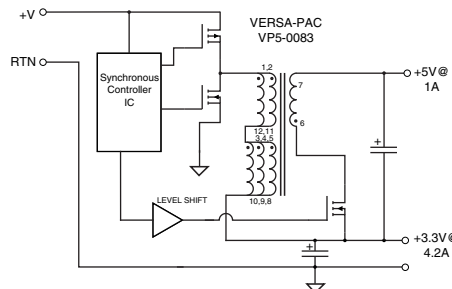 +V
VERSA-PAC
VP5-0083
RTN
Synchronous
Controller
IC
1,2
7
+5V@
1A
6
12,11
3,4,5
10,9,8
LEVEL SHIFT
+
+
+3.3V@
4.2A